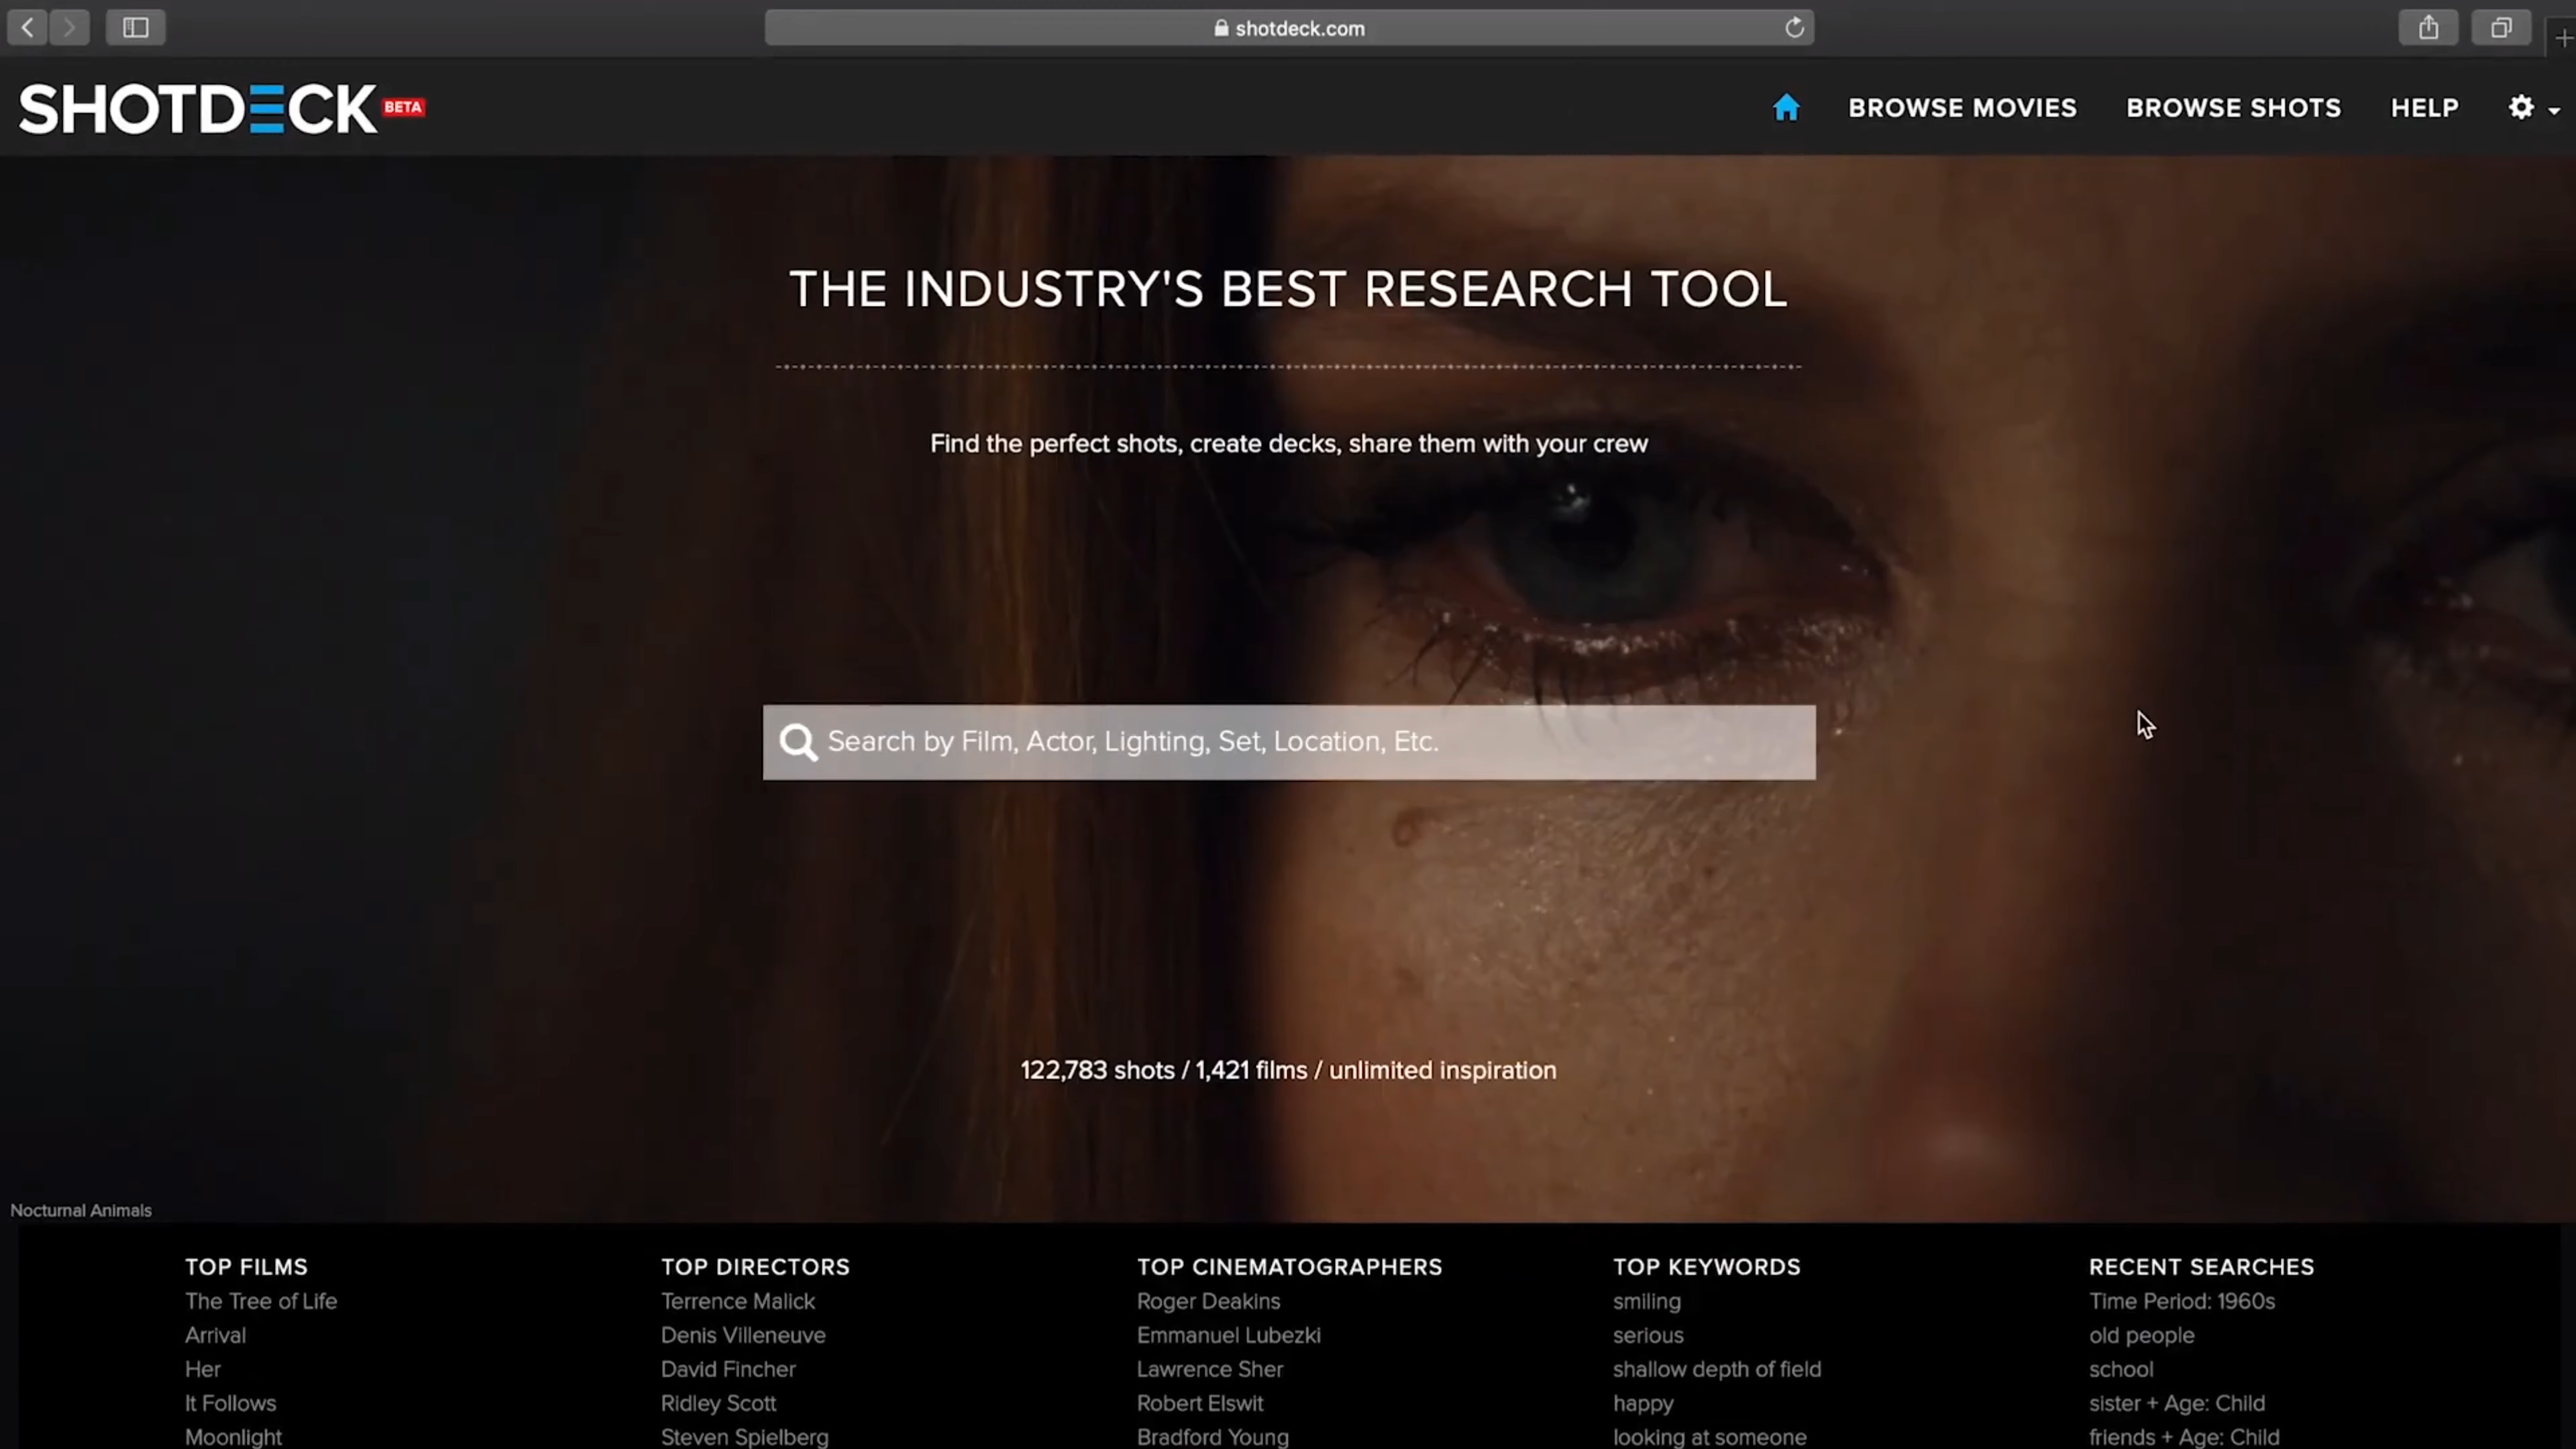 shotdeck.com
SHOTDECK BETA
BROWSE MOVIES
BROWSE SHOTS
HELP
THE INDUSTRY'S BEST RESEARCH TOOL
Find the perfect shots, create decks, share them with your crew
Search by Film, Actor, Lighting, Set, Location, Etc.
122,783 shots / 1,421 films / unlimited inspiration
Nocturnal Animals
TOP FILMS
The Tree of Life
Arrival
Her
It Follows
Moonlight
TOP DIRECTORS
Terrence Malick
Denis Villeneuve
David Fincher
Ridley Scott
Steven Spielberg
TOP CINEMATOGRAPHERS
Roger Deakins
Emmanuel Lubezki
Lawrence Sher
Robert Elswit
Bradford Young
TOP KEYWORDS
smiling
serious
shallow depth of field
happy
looking at someone
RECENT SEARCHES
Time Period: 1960s
old people
school
sister + Age: Child
friends + Age: Child